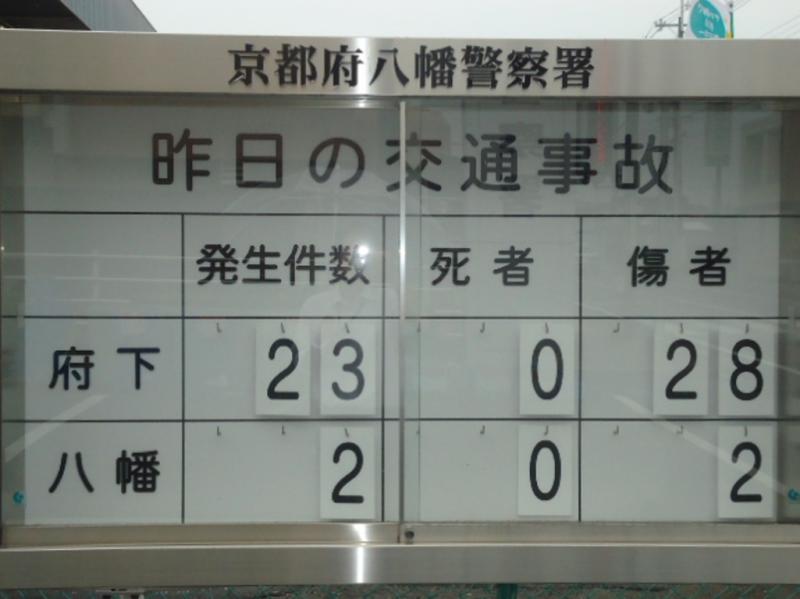 京都府八幡警察署
昨日の交通事故
発生件数 死者 傷者
府下 23 0 28
八幡 2 0 2